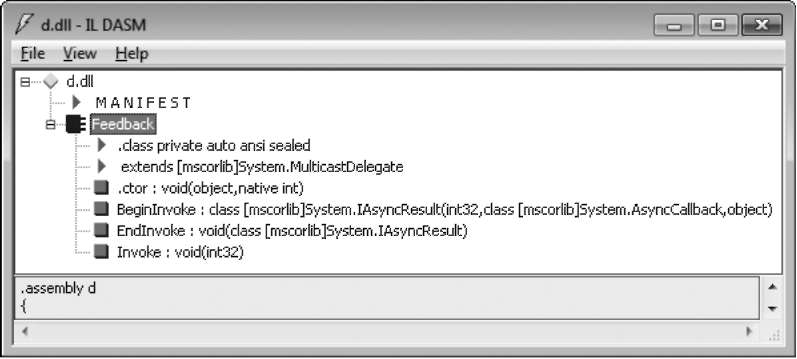 d.dll - IL DASM
File View Help
d.dll
MANIFEST
Feedback
.class private auto ansi sealed
extends [mscorlib]System.MulticastDelegate
.ctor : void(object,native int)
BeginInvoke : class [mscorlib]System.IAsyncResult(int32,class [mscorlib]System.AsyncCallback,object)
EndInvoke : void(class [mscorlib]System.IAsyncResult)
Invoke : void(int32)
.assembly d
{